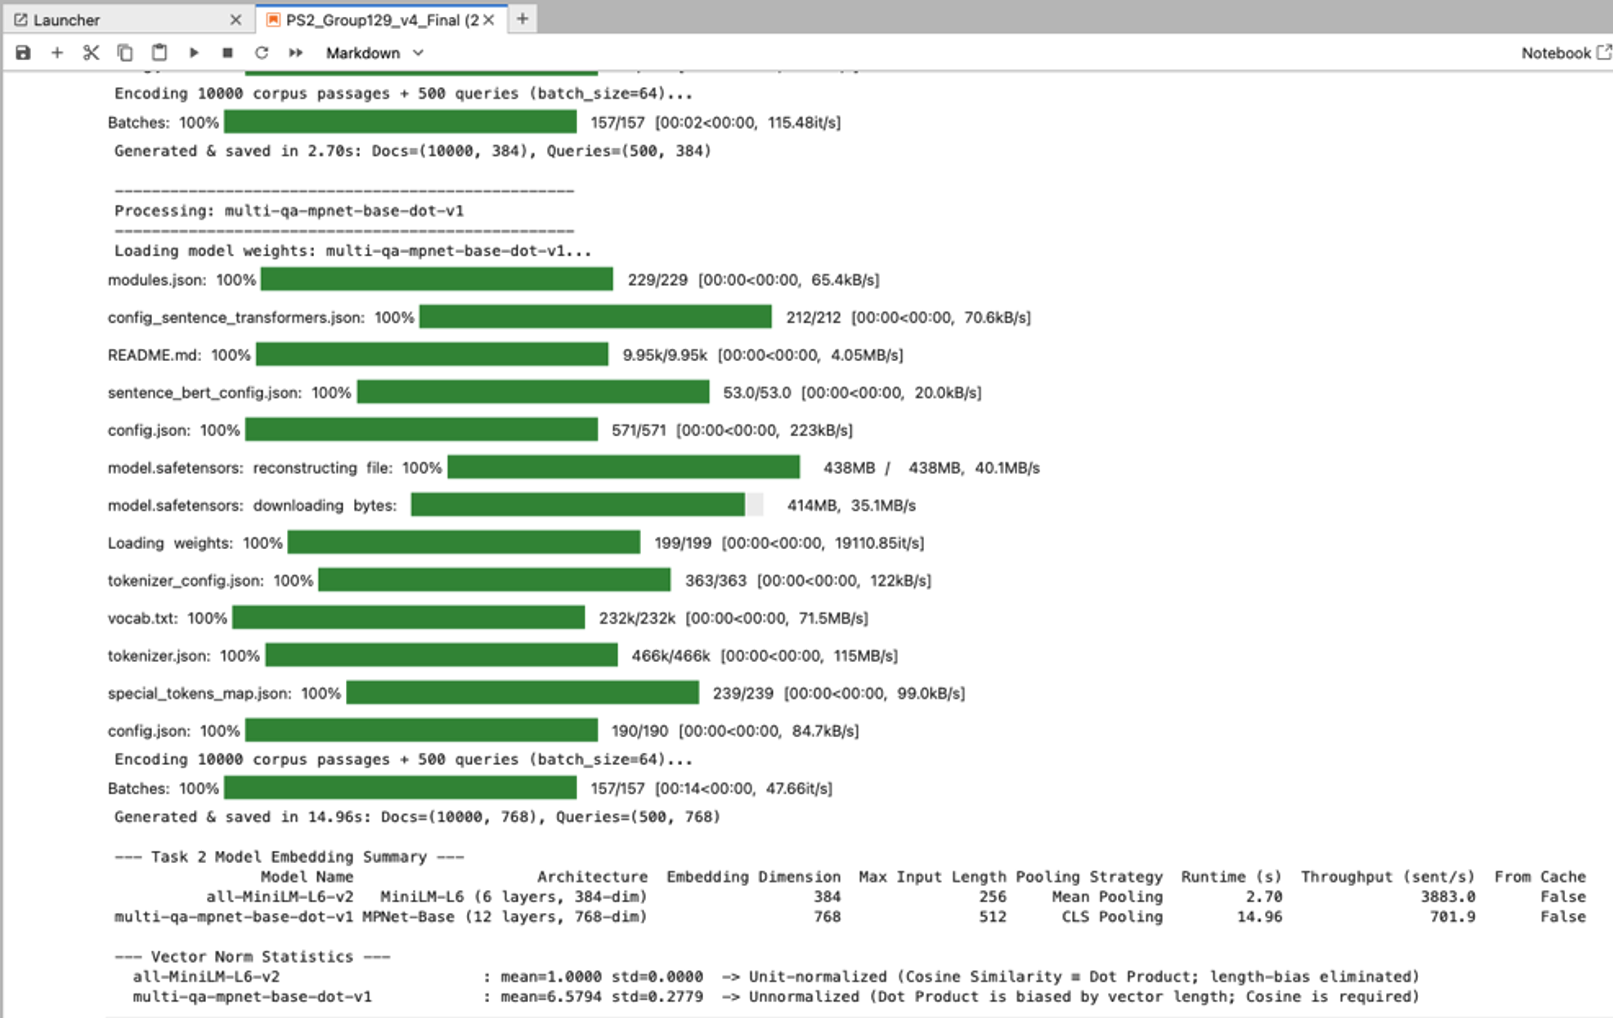 Launcher
PS2_Group129_v4_Final (2
Markdown
Notebook
Encoding 10000 corpus passages + 500 queries (batch_size=64)...
Batches: 100% 157/157 [00:02<00:00, 115.48it/s]
Generated & saved in 2.70s: Docs=(10000, 384), Queries=(500, 384)
--------------------------------------------------
Processing: multi-qa-mpnet-base-dot-v1
--------------------------------------------------
Loading model weights: multi-qa-mpnet-base-dot-v1...
modules.json: 100% 229/229 [00:00<00:00, 65.4kB/s]
config_sentence_transformers.json: 100% 212/212 [00:00<00:00, 70.6kB/s]
README.md: 100% 9.95k/9.95k [00:00<00:00, 4.05MB/s]
sentence_bert_config.json: 100% 53.0/53.0 [00:00<00:00, 20.0kB/s]
config.json: 100% 571/571 [00:00<00:00, 223kB/s]
model.safetensors: reconstructing file: 100% 438MB / 438MB, 40.1MB/s
model.safetensors: downloading bytes: 414MB, 35.1MB/s
Loading weights: 100% 199/199 [00:00<00:00, 19110.85it/s]
tokenizer_config.json: 100% 363/363 [00:00<00:00, 122kB/s]
vocab.txt: 100% 232k/232k [00:00<00:00, 71.5MB/s]
tokenizer.json: 100% 466k/466k [00:00<00:00, 115MB/s]
special_tokens_map.json: 100% 239/239 [00:00<00:00, 99.0kB/s]
config.json: 100% 190/190 [00:00<00:00, 84.7kB/s]
Encoding 10000 corpus passages + 500 queries (batch_size=64)...
Batches: 100% 157/157 [00:14<00:00, 47.66it/s]
Generated & saved in 14.96s: Docs=(10000, 768), Queries=(500, 768)
--- Task 2 Model Embedding Summary ---
Model Name Architecture Embedding Dimension Max Input Length Pooling Strategy Runtime (s) Throughput (sent/s) From Cache
all-MiniLM-L6-v2 MiniLM-L6 (6 layers, 384-dim) 384 256 Mean Pooling 2.70 3883.0 False
multi-qa-mpnet-base-dot-v1 MPNet-Base (12 layers, 768-dim) 768 512 CLS Pooling 14.96 701.9 False
--- Vector Norm Statistics ---
all-MiniLM-L6-v2 : mean=1.0000 std=0.0000 -> Unit-normalized (Cosine Similarity ≡ Dot Product; length-bias eliminated)
multi-qa-mpnet-base-dot-v1 : mean=6.5794 std=0.2779 -> Unnormalized (Dot Product is biased by vector length; Cosine is required)